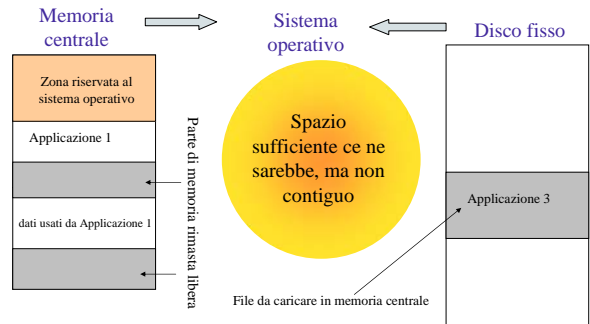 Memoria
centrale
Sistema
operativo
Disco fisso
Zona riservata al
sistema operativo
Applicazione 1
dati usati da Applicazione 1
Parte di memoria rimasta libera
Spazio
sufficiente ce ne
sarebbe, ma non
contiguo
Applicazione 3
File da caricare in memoria centrale